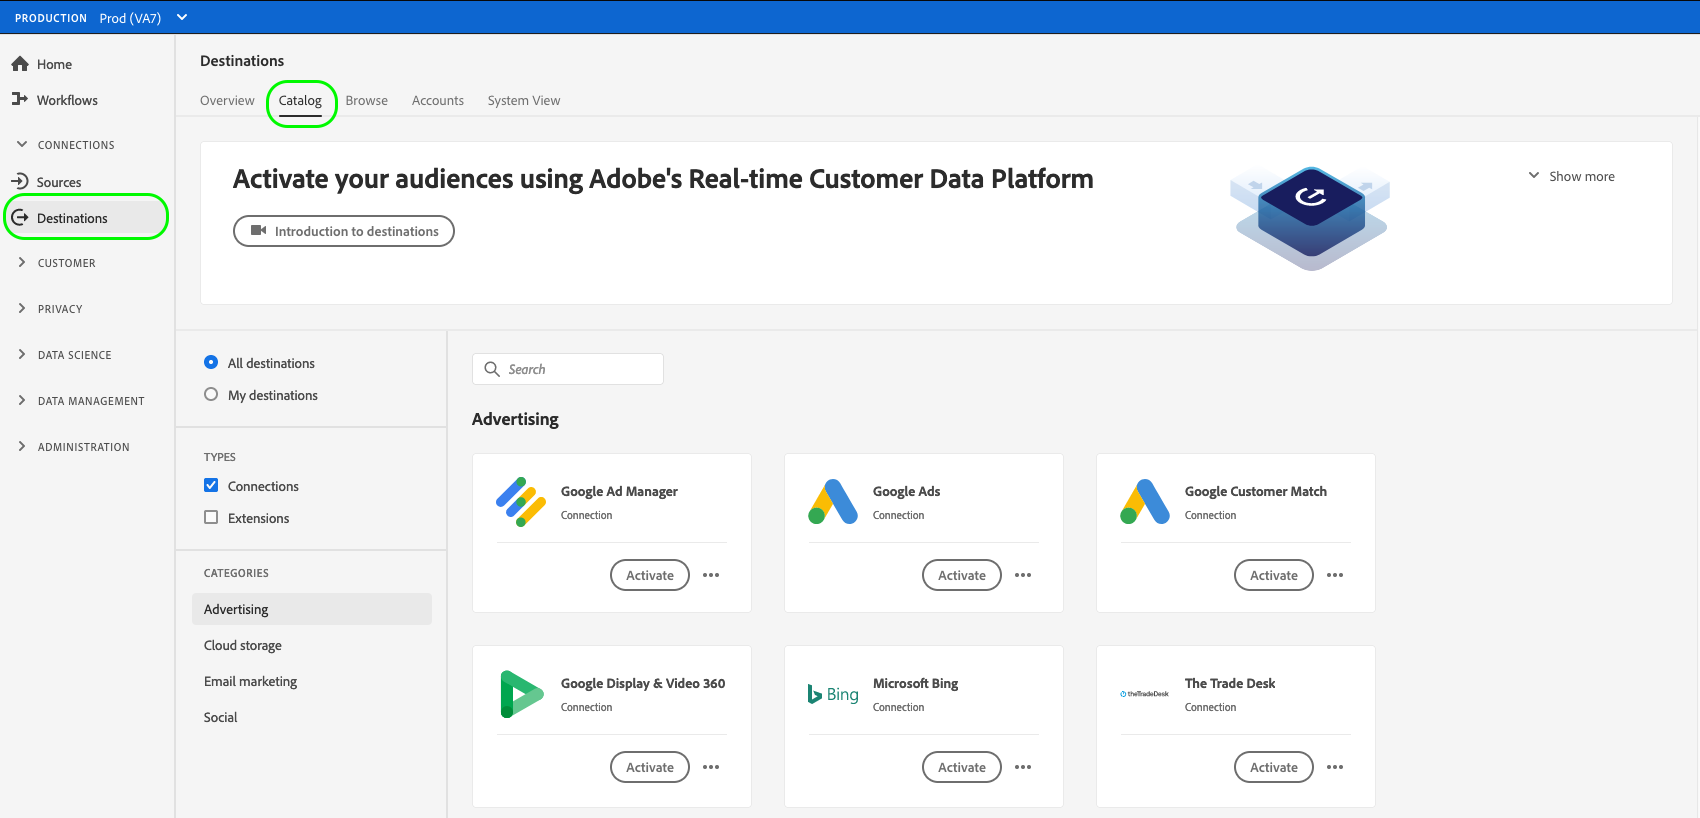 PRODUCTION Prod (VA7)
Home
Workflows
CONNECTIONS
Sources
Destinations
CUSTOMER
PRIVACY
DATA SCIENCE
DATA MANAGEMENT
ADMINISTRATION
Destinations
Overview Catalog Browse Accounts System View
Activate your audiences using Adobe's Real-time Customer Data Platform
Show more
Introduction to destinations
All destinations
My destinations
TYPES
Connections
Extensions
CATEGORIES
Advertising
Cloud storage
Email marketing
Social
Search
Advertising
Google Ad Manager
Connection
Activate
Google Ads
Connection
Activate
Google Customer Match
Connection
Activate
Google Display & Video 360
Connection
Activate
Bing
Microsoft Bing
Connection
Activate
theTradeDesk
The Trade Desk
Connection
Activate